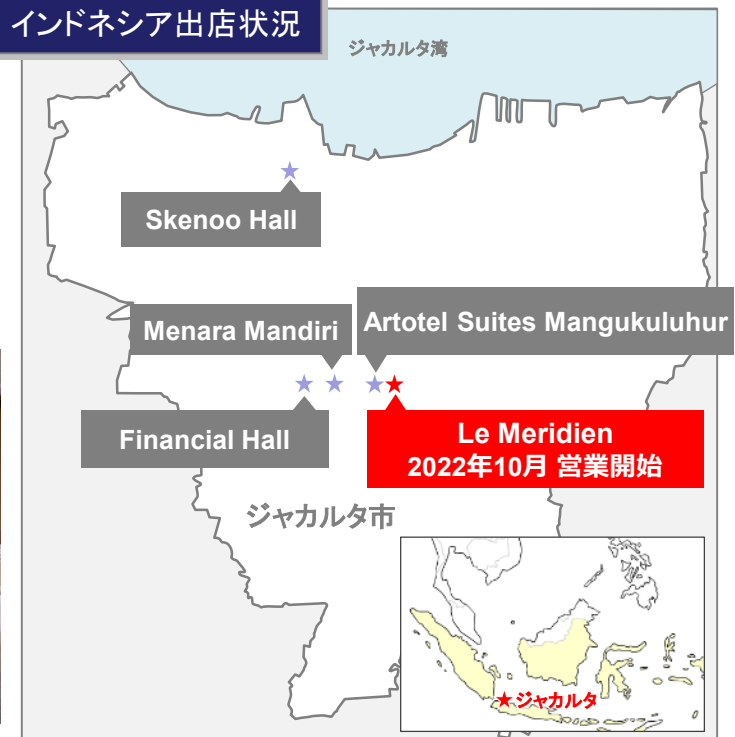 インドネシア出店状況
ジャカルタ湾
Skenoo Hall
Menara Mandiri
Artotel Suites Mangukuluhur
Financial Hall
Le Meridien
2022年10月 営業開始
ジャカルタ市
★ジャカルタ